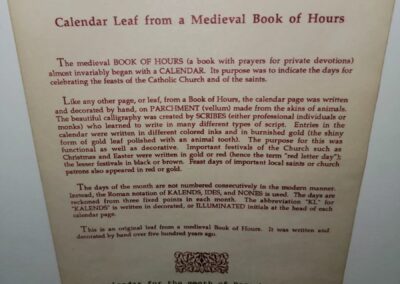 Calendar Leaf from a Medieval Book of Hours
The medieval BOOK OF HOURS (a book with prayers for private devotions)
almost invariably began with a CALENDAR. Its purpose was to indicate the days for
celebrating the feasts of the Catholic Church and of the saints.
Like any other page, or leaf, from a Book of Hours, the calendar page was written
and decorated by hand, on PARCHMENT (vellum) made from the skins of animals.
The beautiful calligraphy was created by SCRIBES (either professional individuals or
monks) who learned to write in many different types of script. Entries in the
calendar were written in different colored inks and in burnished gold (the shiny
form of gold leaf polished with an animal tooth). The purpose for this was
functional as well as decorative. Important festivals of the Church such as
Christmas and Easter were written in gold or red (hence the term "red letter day");
the lesser festivals in black or brown. Feast days of important local saints or church
patrons also appeared in red or gold.
The days of the month are not numbered consecutively in the modern manner.
Instead, the Roman notation of KALENDS, IDES, and NONES is used. The days are
reckoned from three fixed points in each month. The abbreviation "KL" for
"KALENDS" is written in decorated, or ILLUMINATED initials at the head of each
calendar page.
This is an original leaf from a medieval Book of Hours. It was written and
decorated by hand over five hundred years ago.